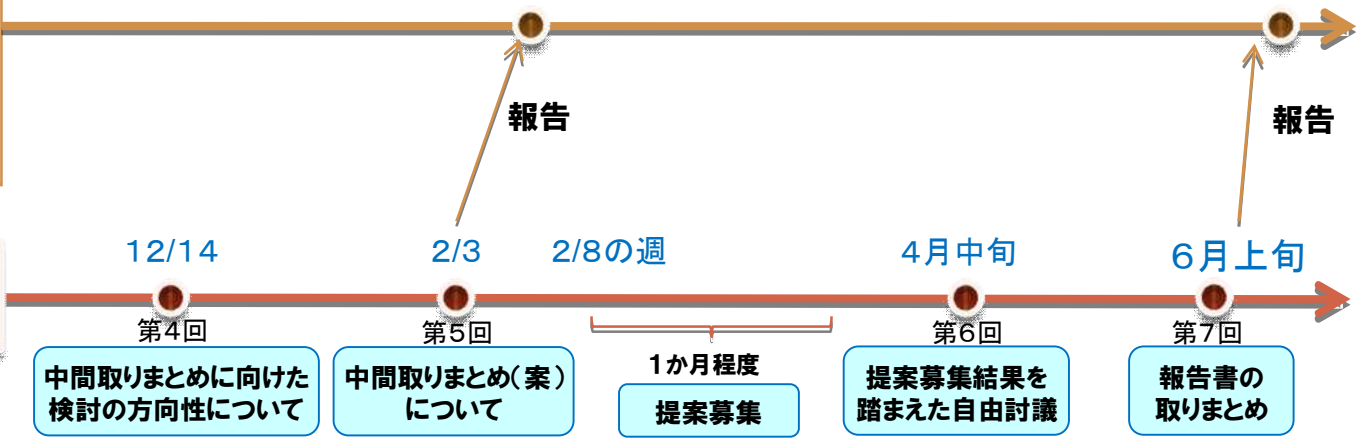 報告
報告
12/14
2/3
2/8の週
4月中旬
6月上旬
第4回
第5回
第6回
第7回
中間取りまとめに向けた
検討の方向性について
中間取りまとめ(案)
について
1か月程度
提案募集
提案募集結果を
踏まえた自由討議
報告書の
取りまとめ